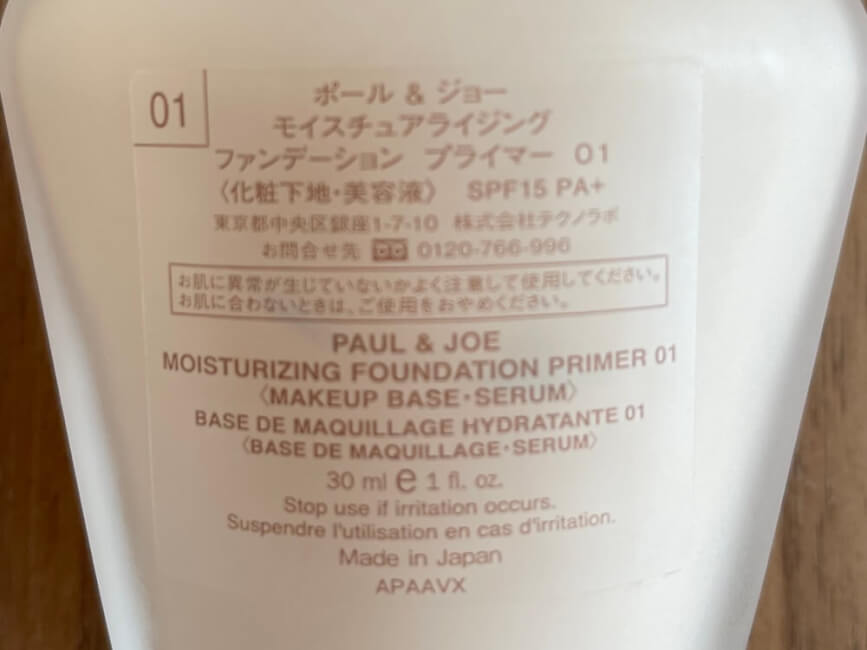 01
ポール & ジョー
モイスチュアライジング
ファンデーション プライマー 01
〈化粧下地・美容液〉 SPF15 PA+
東京都中央区銀座1-7-10 株式会社テクノラボ
お問合せ先 0120-766-996
お肌に異常が生じていないかよく注意して使用してください。
お肌に合わないときは、ご使用をおやめください。
PAUL & JOE
MOISTURIZING FOUNDATION PRIMER 01
〈MAKEUP BASE・SERUM〉
BASE DE MAQUILLAGE HYDRATANTE 01
〈BASE DE MAQUILLAGE・SERUM〉
30 ml e 1 fl. oz.
Stop use if irritation occurs.
Suspendre l'utilisation en cas d'irritation.
Made in Japan
APAAVX